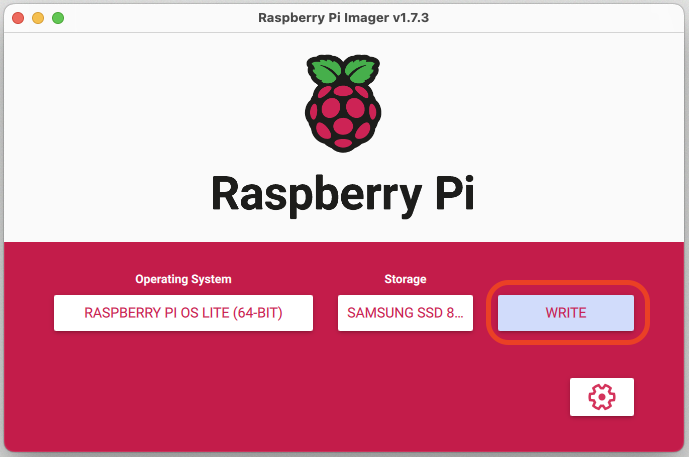 Raspberry Pi Imager v1.7.3
Raspberry Pi
Operating System
Storage
RASPBERRY PI OS LITE (64-BIT)
SAMSUNG SSD 8...
WRITE